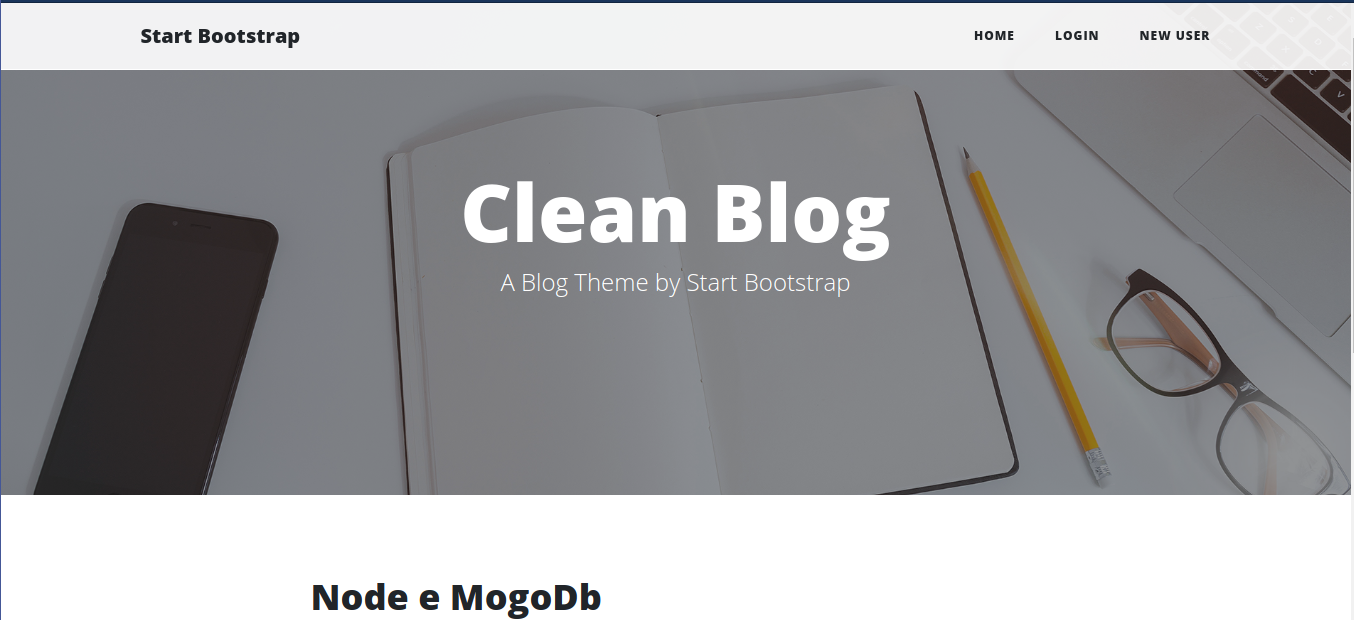 Start Bootstrap
HOME LOGIN NEW USER
Clean Blog
A Blog Theme by Start Bootstrap
Node e MogoDb